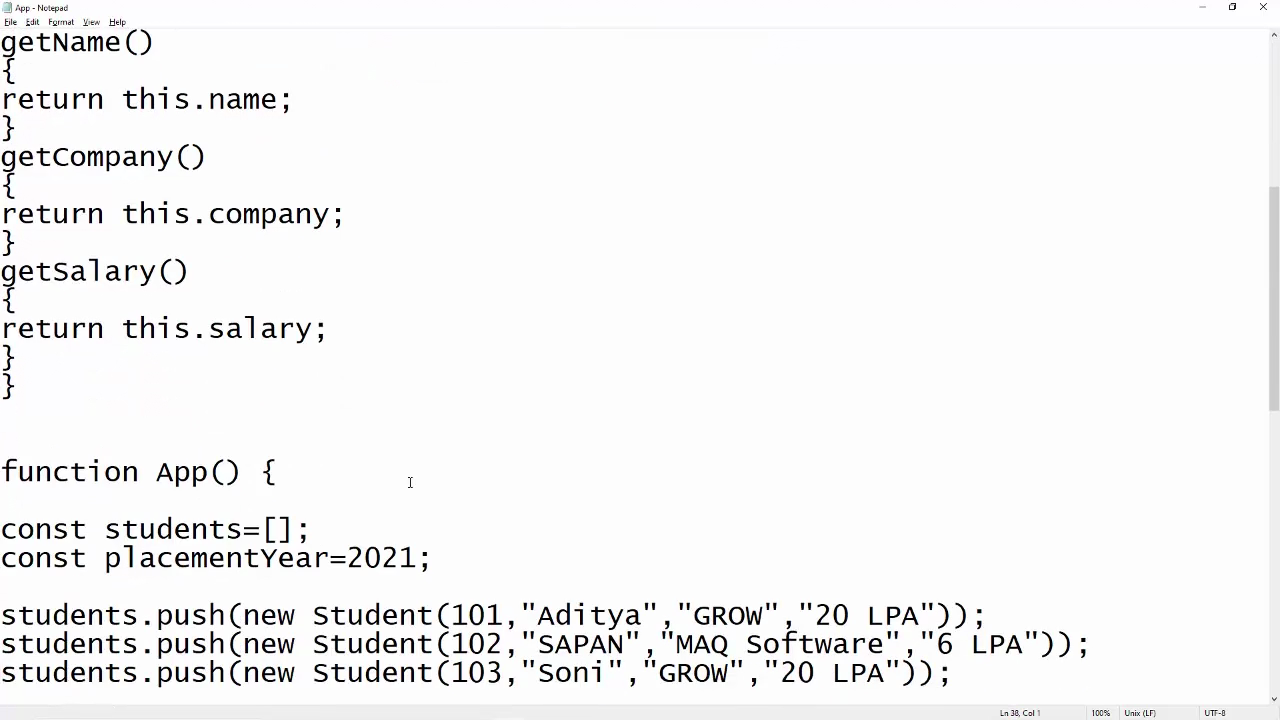 App - Notepad
File Edit Format View Help
getName()
{
return this.name;
}
getCompany()
{
return this.company;
}
getSalary()
{
return this.salary;
}
}
function App() {
const students=[];
const placementYear=2021;
students.push(new Student(101,"Aditya","GROW","20 LPA"));
students.push(new Student(102,"SAPAN","MAQ Software","6 LPA"));
students.push(new Student(103,"Soni","GROW","20 LPA"));
Ln 38, Col 1 100% Unix (LF) UTF-8